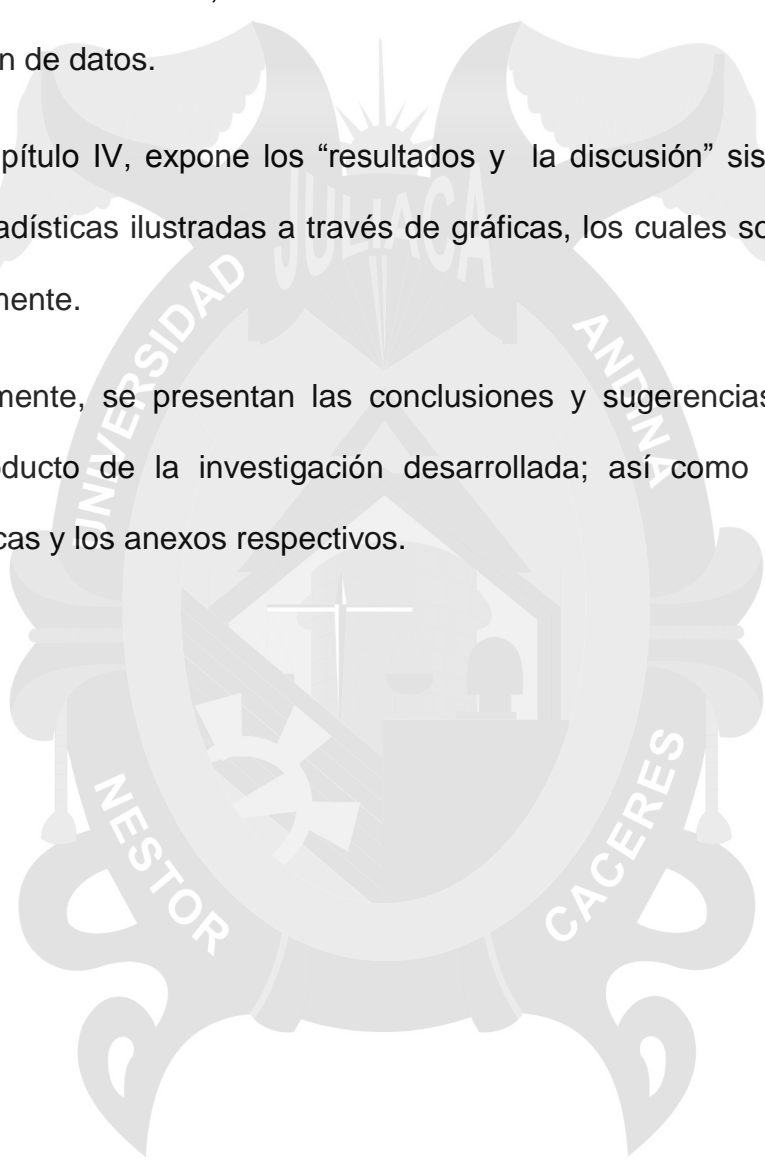 n de datos.
pítulo IV, expone los “resultados y la discusión” sis
adísticas ilustradas a través de gráficas, los cuales so
mente.
mente, se presentan las conclusiones y sugerencias
oducto de la investigación desarrollada; así como
cas y los anexos respectivos.
UNIVERSIDAD
ANDINA
JULIACA
NESTOR
CACERES